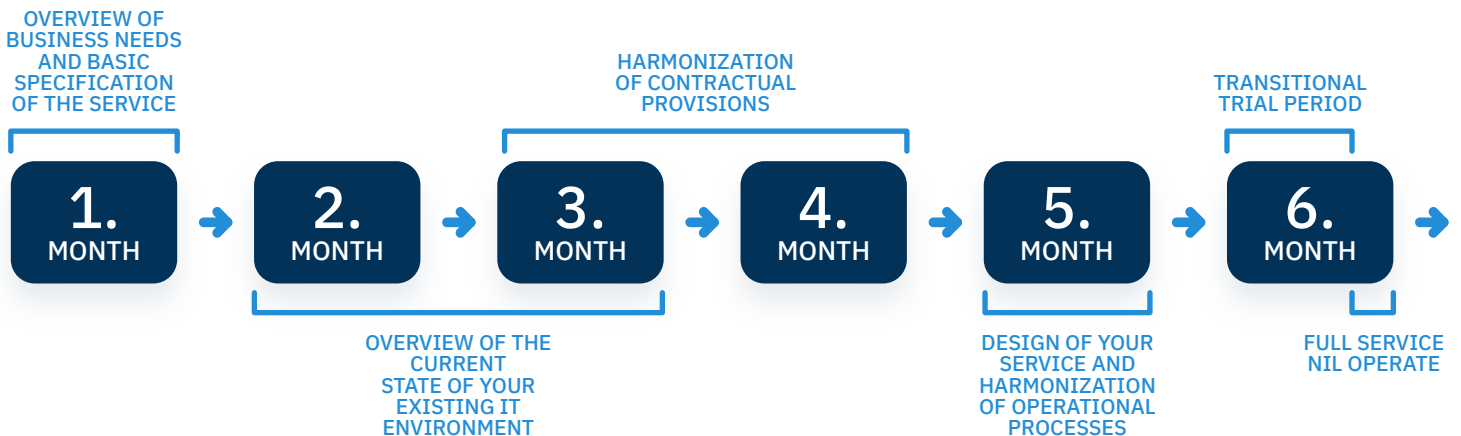 OVERVIEW OF
BUSINESS NEEDS
AND BASIC
SPECIFICATION
OF THE SERVICE
HARMONIZATION
OF CONTRACTUAL
PROVISIONS
TRANSITIONAL
TRIAL PERIOD
1.
MONTH
2.
MONTH
3.
MONTH
4.
MONTH
5.
MONTH
6.
MONTH
OVERVIEW OF THE
CURRENT
STATE OF YOUR
EXISTING IT
ENVIRONMENT
DESIGN OF YOUR
SERVICE AND
HARMONIZATION
OF OPERATIONAL
PROCESSES
FULL SERVICE
NIL OPERATE